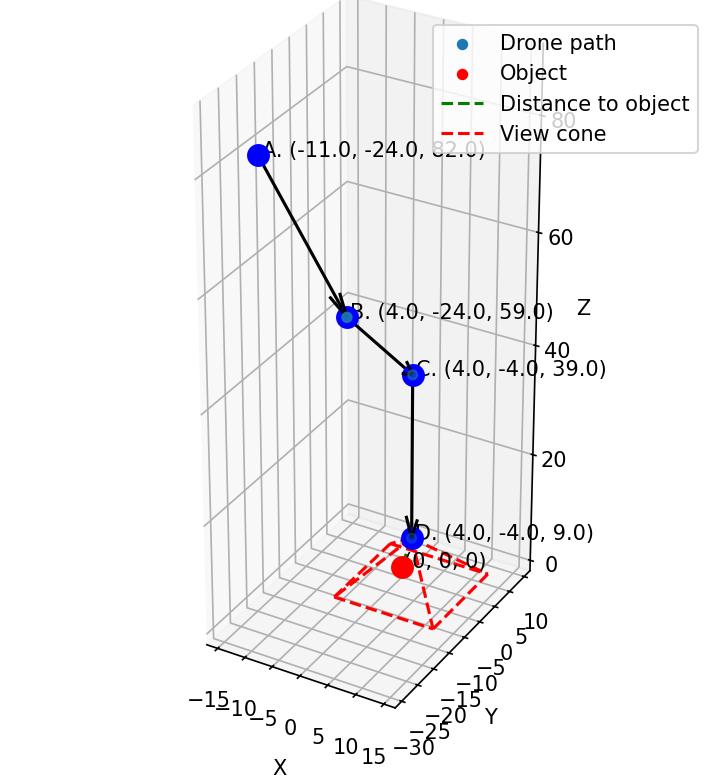 Drone path
Object
Distance to object
View cone
80
A. (-11.0, -24.0, 82.0)
60
B. (4.0, -24.0, 59.0)
Z
40
C. (4.0, -4.0, 39.0)
20
D. (4.0, -4.0, 9.0)
(0, 0, 0)
0
10
5
0
−5
−10
−15
−20
−25
−30
Y
−15
−10
−5
0
5
10
15
X